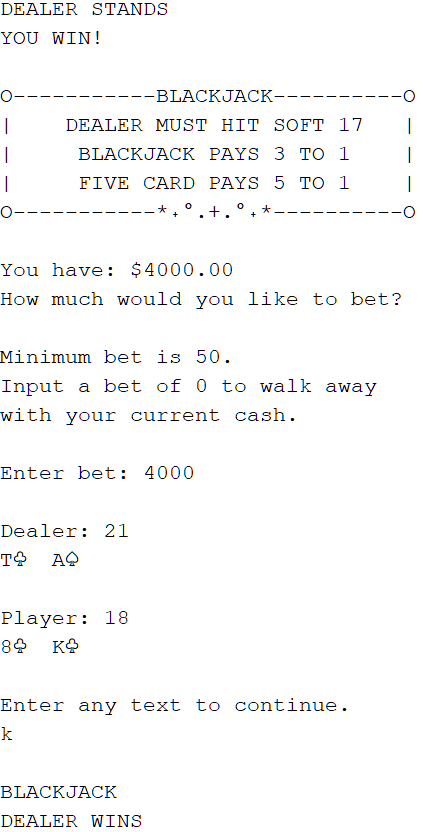 DEALER STANDS
YOU WIN!
O-----------BLACKJACK----------O
|    DEALER MUST HIT SOFT 17   |
|     BLACKJACK PAYS 3 TO 1    |
|     FIVE CARD PAYS 5 TO 1    |
O-----------*˖°.+.°˖*----------O
You have: $4000.00
How much would you like to bet?
Minimum bet is 50.
Input a bet of 0 to walk away
with your current cash.
Enter bet: 4000
Dealer: 21
T♧  A♤
Player: 18
8♧  K♧
Enter any text to continue.
k
BLACKJACK
DEALER WINS